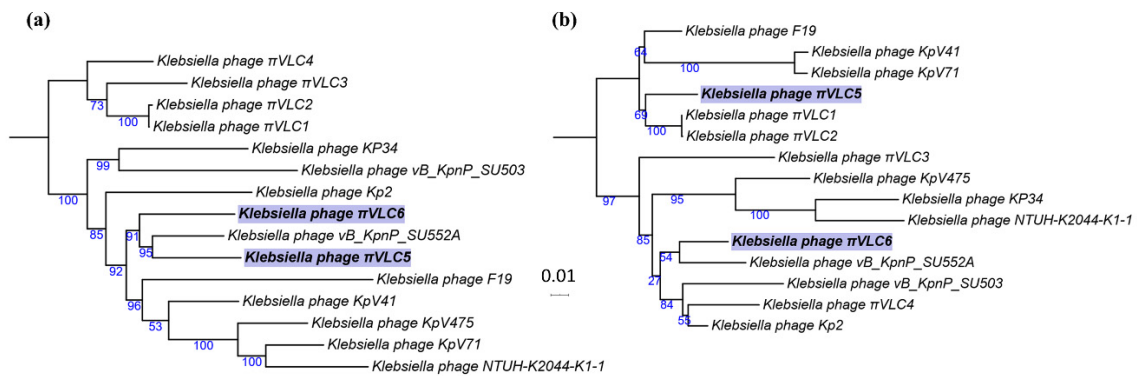 (a)
Klebsiella phage πVLC4
Klebsiella phage πVLC3
73
Klebsiella phage πVLC2
100
Klebsiella phage πVLC1
Klebsiella phage KP34
99
Klebsiella phage vB_KpnP_SU503
100
Klebsiella phage Kp2
85
Klebsiella phage πVLC6
91
Klebsiella phage vB_KpnP_SU552A
95
Klebsiella phage πVLC5
92
Klebsiella phage F19
96
Klebsiella phage KpV41
53
Klebsiella phage KpV475
100
Klebsiella phage KpV71
100
Klebsiella phage NTUH-K2044-K1-1
0.01
(b)
Klebsiella phage F19
64
Klebsiella phage KpV41
100
Klebsiella phage KpV71
Klebsiella phage πVLC5
69
Klebsiella phage πVLC1
100
Klebsiella phage πVLC2
Klebsiella phage πVLC3
97
Klebsiella phage KpV475
95
Klebsiella phage KP34
100
Klebsiella phage NTUH-K2044-K1-1
85
Klebsiella phage πVLC6
54
Klebsiella phage vB_KpnP_SU552A
27
Klebsiella phage vB_KpnP_SU503
84
Klebsiella phage πVLC4
55
Klebsiella phage Kp2